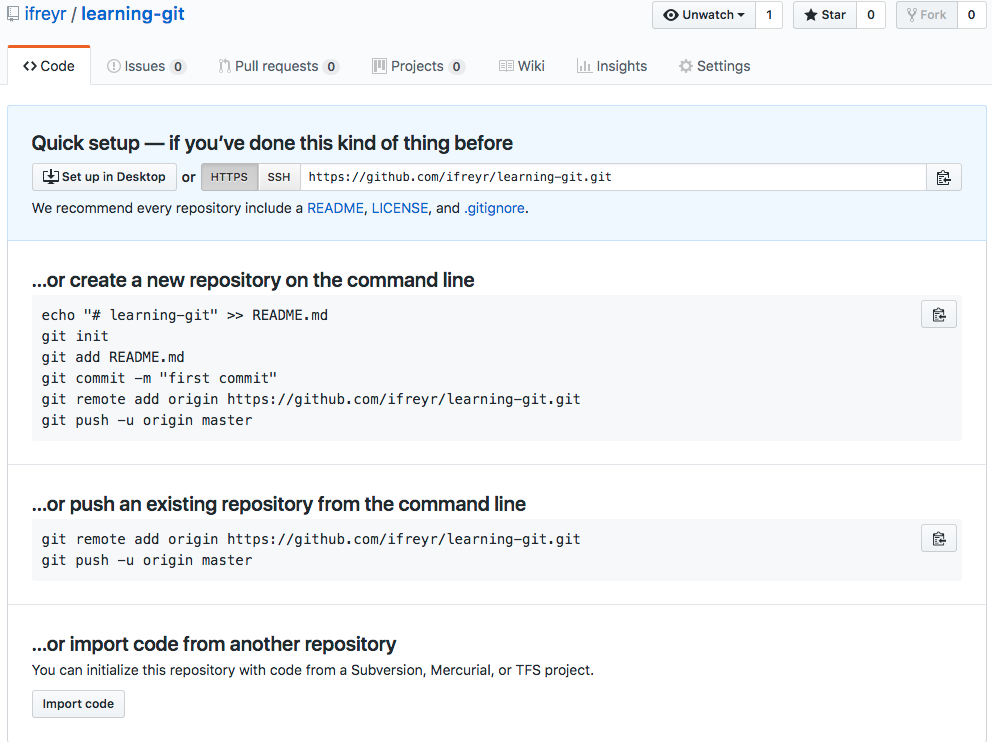 ifreyr / learning-git
Unwatch 1 Star 0 Fork 0
Code Issues 0 Pull requests 0 Projects 0 Wiki Insights Settings
Quick setup — if you’ve done this kind of thing before
Set up in Desktop or HTTPS SSH https://github.com/ifreyr/learning-git.git
We recommend every repository include a README, LICENSE, and .gitignore.
…or create a new repository on the command line
echo "# learning-git" >> README.md
git init
git add README.md
git commit -m "first commit"
git remote add origin https://github.com/ifreyr/learning-git.git
git push -u origin master
…or push an existing repository from the command line
git remote add origin https://github.com/ifreyr/learning-git.git
git push -u origin master
…or import code from another repository
You can initialize this repository with code from a Subversion, Mercurial, or TFS project.
Import code